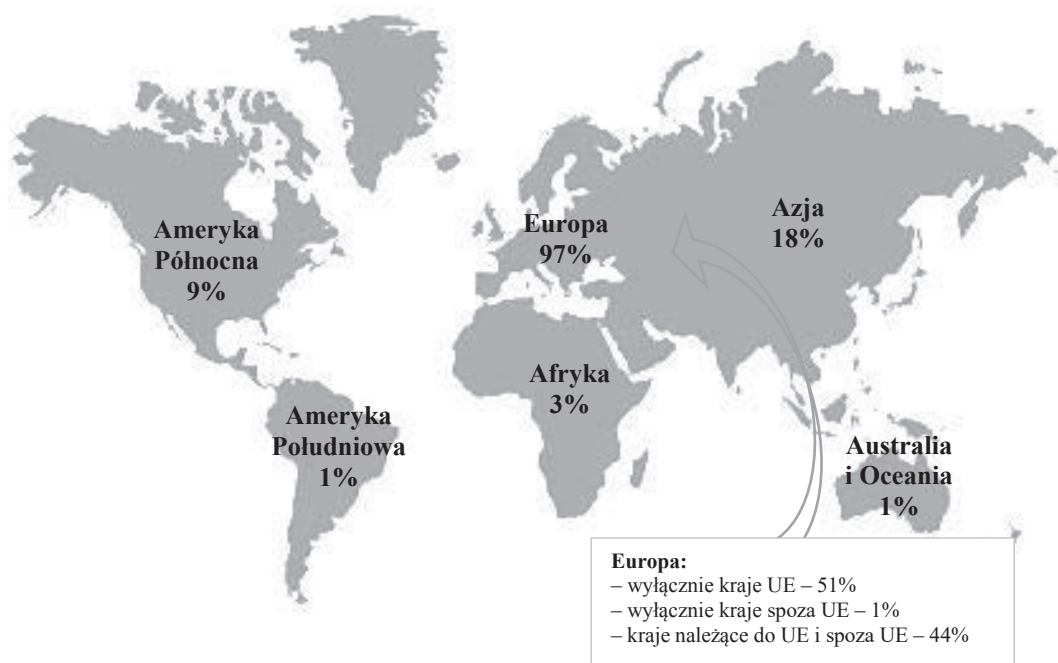 Ameryka
Północna
9%
Europa
97%
Azja
18%
Afryka
3%
Ameryka
Południowa
1%
Australia
i Oceania
1%
Europa:
– wyłącznie kraje UE – 51%
– wyłącznie kraje spoza UE – 1%
– kraje należące do UE i spoza UE – 44%